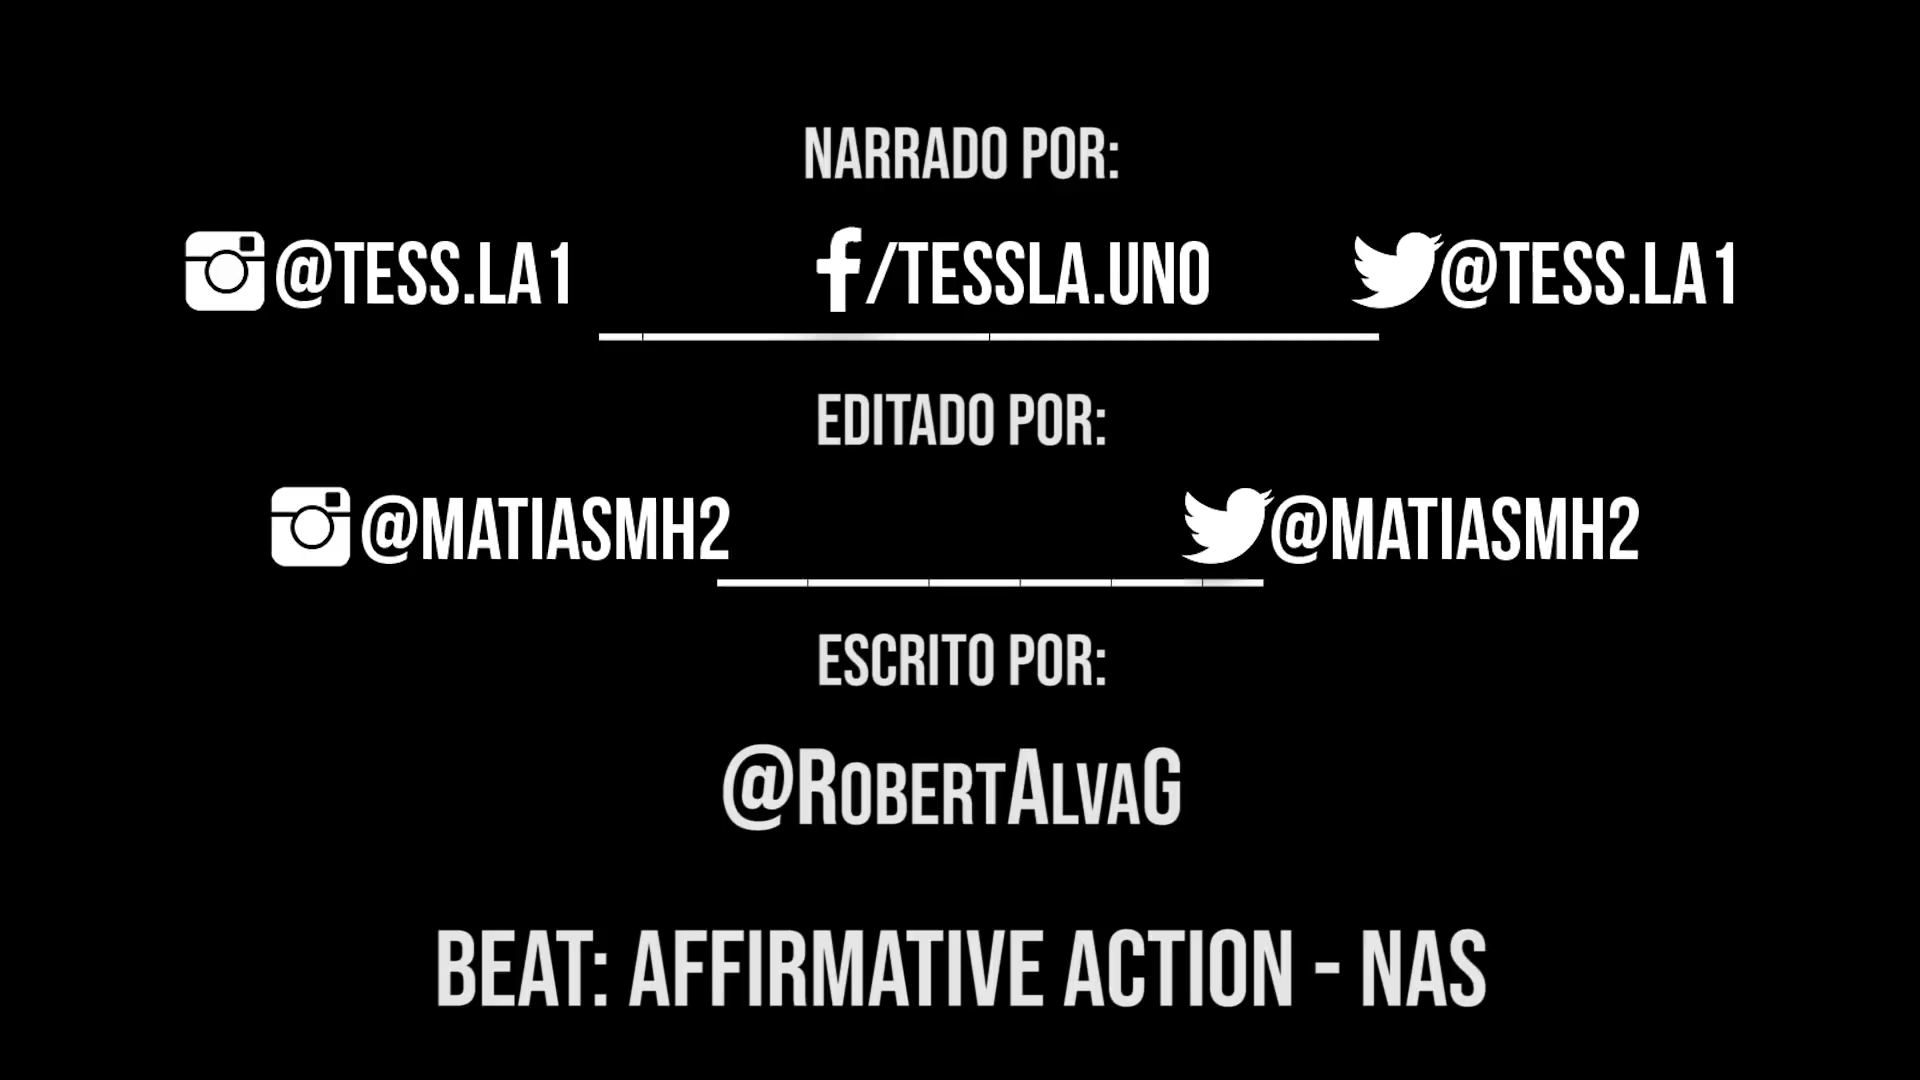 NARRADO POR:
@TESS.LA1 f/TESSLA.UNO @TESS.LA1
EDITADO POR:
@MATIASMH2 @MATIASMH2
ESCRITO POR:
@ROBERTALVAG
BEAT: AFFIRMATIVE ACTION - NAS